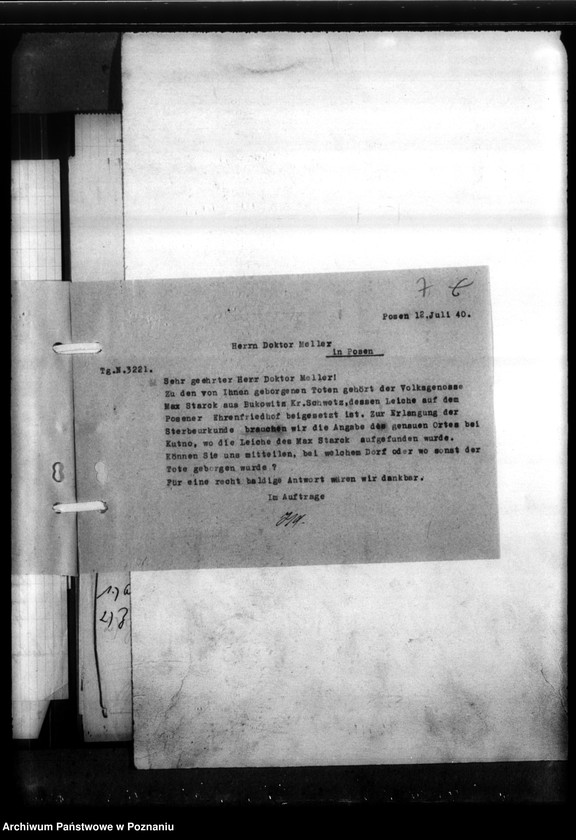 7
Posen 12.Juli 40.
Herrn Doktor Meller
in Posen
Tg.N.3221.
Sehr geehrter Herr Doktor Meller!
Zu den von Ihnen geborgenen Toten gehört der Volksgenosse
Max Starck aus Bukowitz Kr.Schwetz,dessen Leiche auf dem
Posener Ehrenfriedhof beigesetzt ist. Zur Erlangung der
Sterbeurkunde brauchen wir die Angabe des genauen Ortes bei
Kutno, wo die Leiche des Max Starck aufgefunden wurde.
Können Sie uns mitteilen, bei welchem Dorf oder wo sonst der
Tote geborgen wurde ?
Für eine recht baldige Antwort wären wir dankbar.
Im Auftrage
1.)
2)
Archiwum Państwowe w Poznaniu